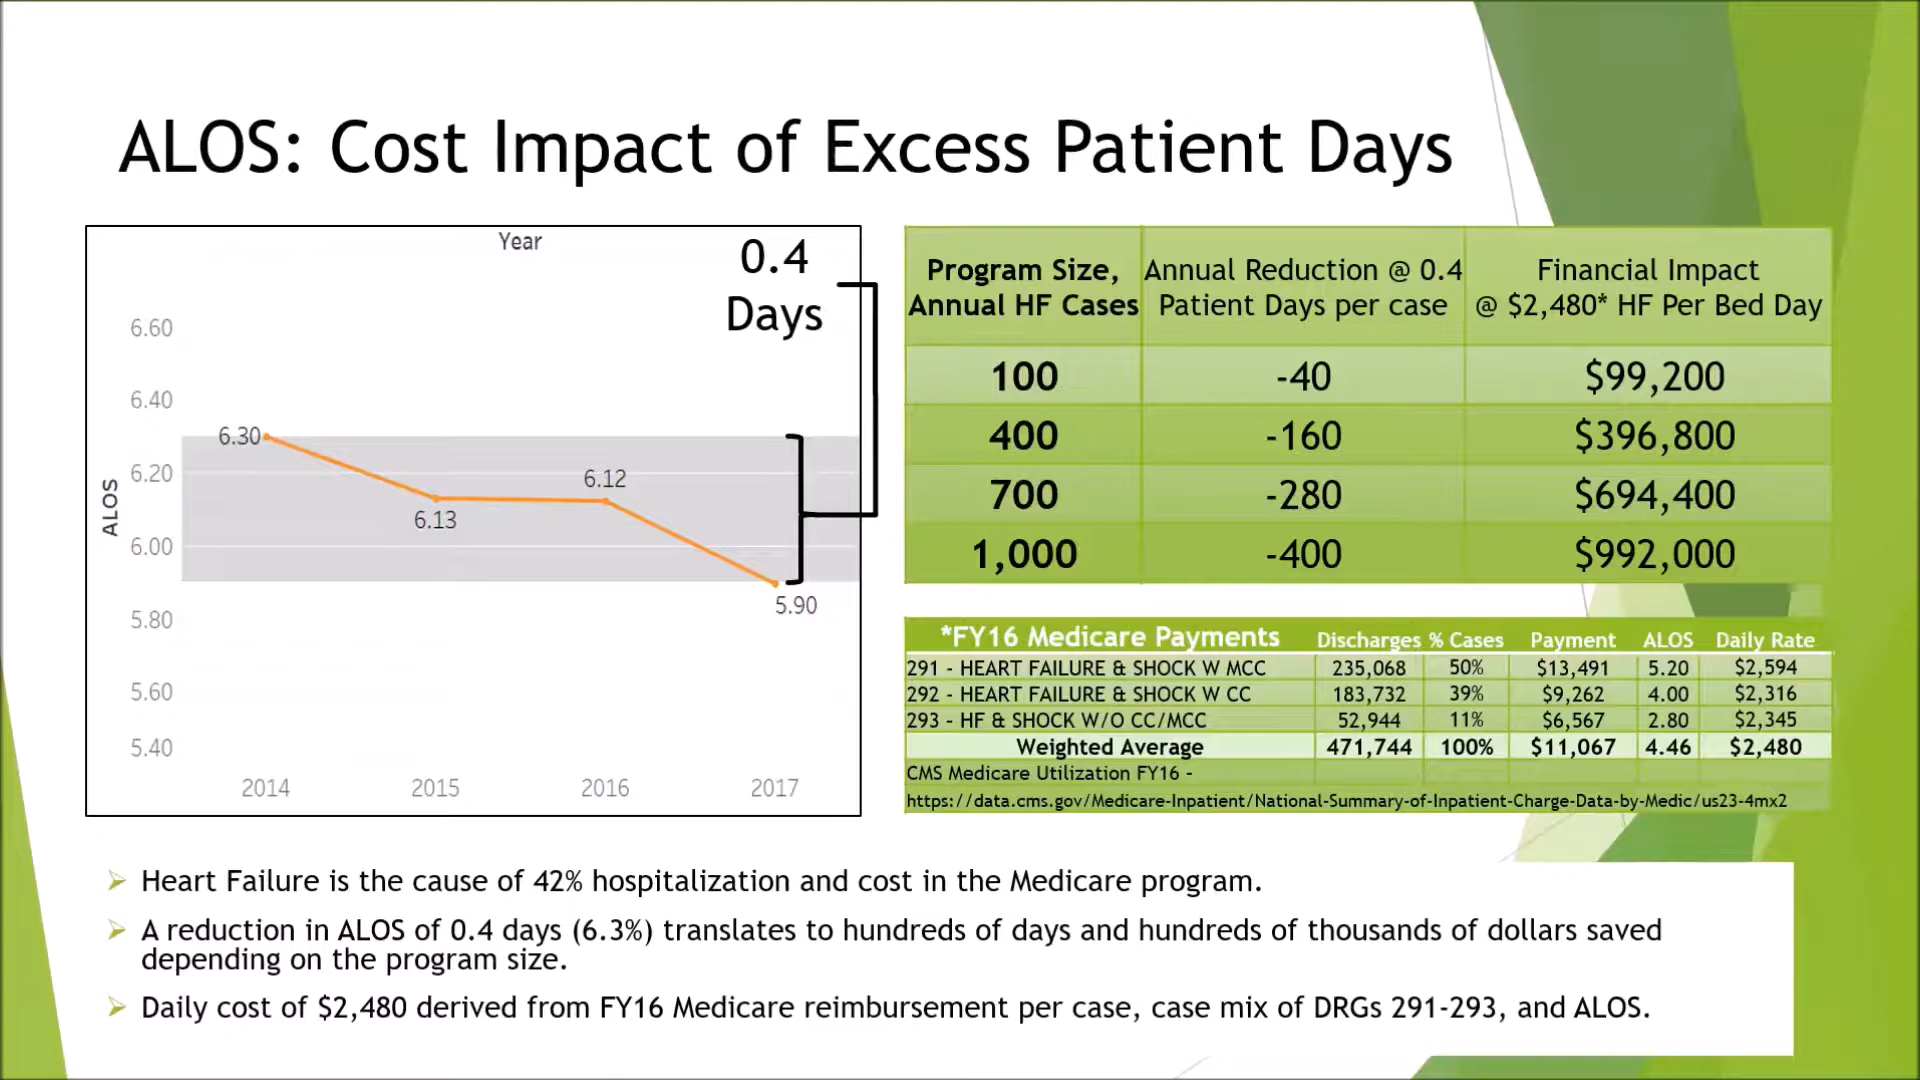 ALOS: Cost Impact of Excess Patient Days
Year
0.4
Days
6.60
6.40
6.20
6.00
5.80
5.60
5.40
ALOS
6.30
6.13
6.12
5.90
2014 2015 2016 2017
Program Size, Annual Reduction @ 0.4 Financial Impact
Annual HF Cases Patient Days per case @ $2,480* HF Per Bed Day
100 -40 $99,200
400 -160 $396,800
700 -280 $694,400
1,000 -400 $992,000
*FY16 Medicare Payments Discharges % Cases Payment ALOS Daily Rate
291 - HEART FAILURE & SHOCK W MCC 235,068 50% $13,491 5.20 $2,594
292 - HEART FAILURE & SHOCK W CC 183,732 39% $9,262 4.00 $2,316
293 - HF & SHOCK W/O CC/MCC 52,944 11% $6,567 2.80 $2,345
Weighted Average 471,744 100% $11,067 4.46 $2,480
CMS Medicare Utilization FY16 -
https://data.cms.gov/Medicare-Inpatient/National-Summary-of-Inpatient-Charge-Data-by-Medic/us23-4mx2
Heart Failure is the cause of 42% hospitalization and cost in the Medicare program.
A reduction in ALOS of 0.4 days (6.3%) translates to hundreds of days and hundreds of thousands of dollars saved
depending on the program size.
Daily cost of $2,480 derived from FY16 Medicare reimbursement per case, case mix of DRGs 291-293, and ALOS.